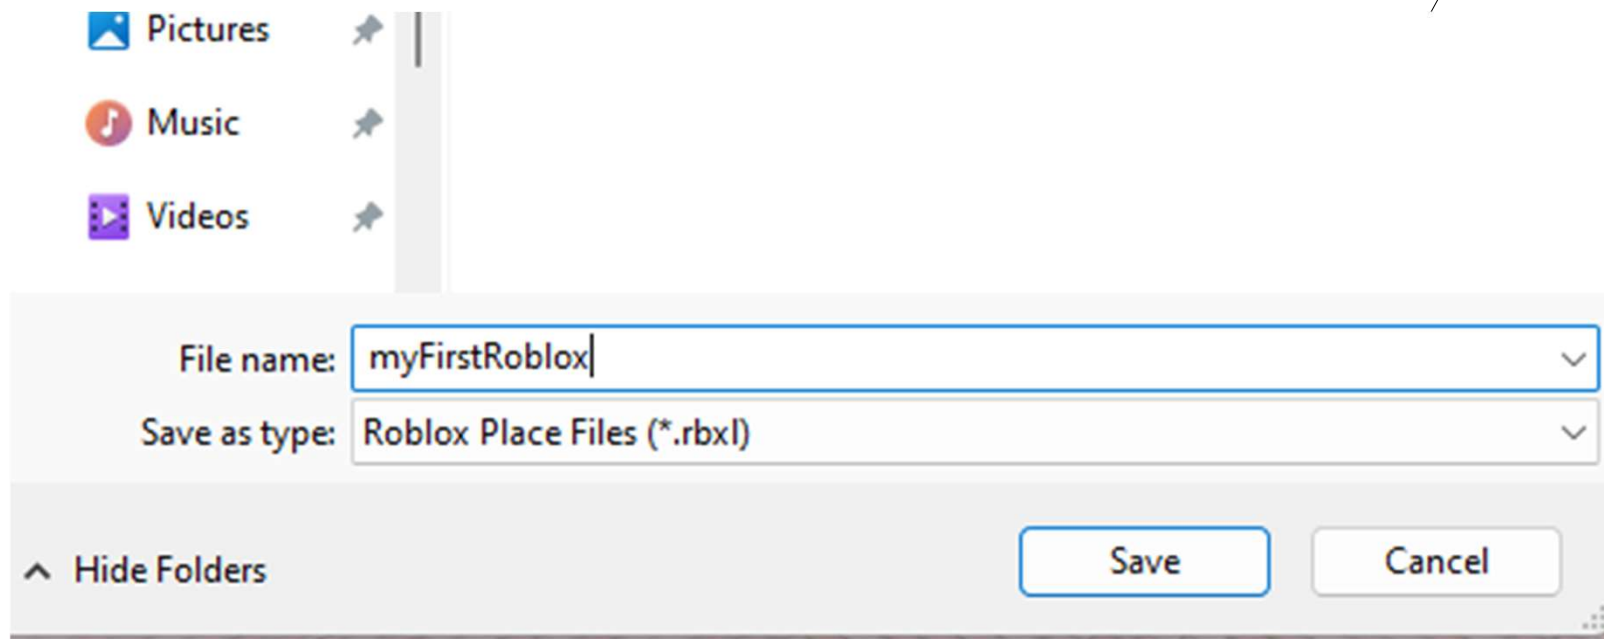 Pictures
Music
Videos
File name: myFirstRoblox
Save as type: Roblox Place Files (*.rbxl)
Hide Folders
Save
Cancel